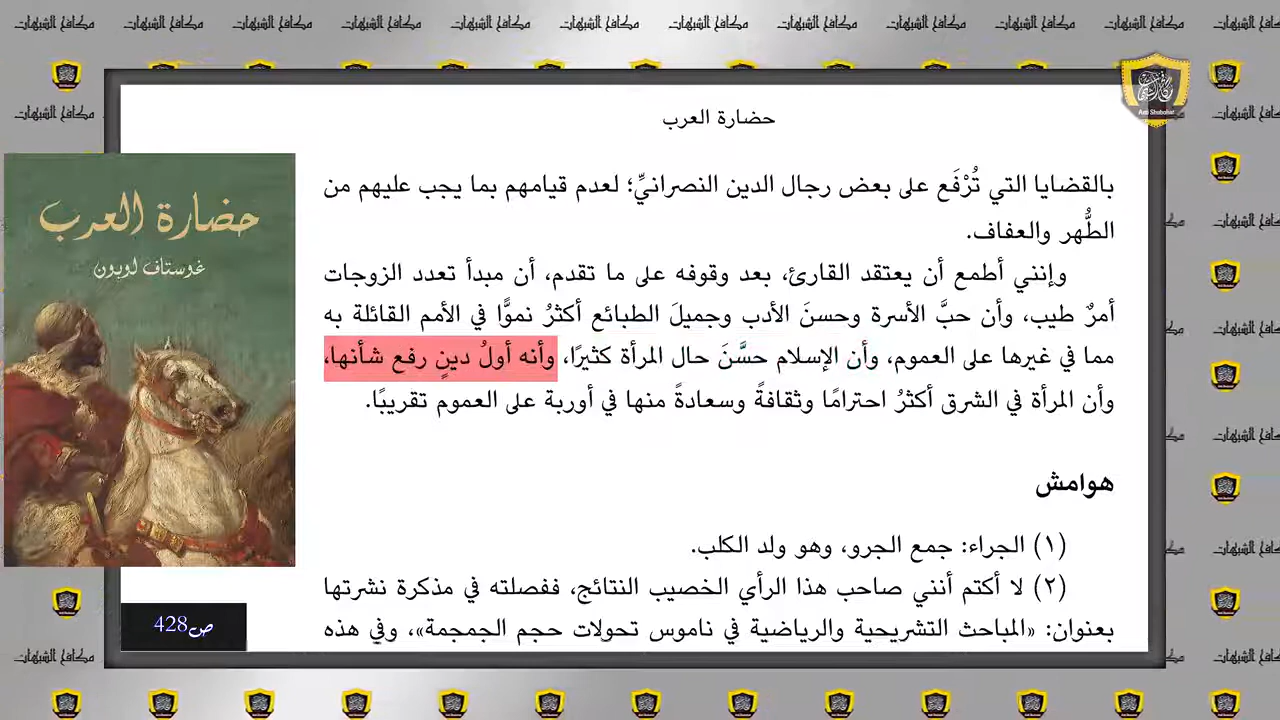 حضارة العرب
بالقضايا التي تُرْفَع على بعض رجال الدين النصرانيِّ؛ لعدم قيامهم بما يجب عليهم من
الطُّهر والعفاف.
وإنني أطمع أن يعتقد القارئ، بعد وقوفه على ما تقدم، أن مبدأ تعدد الزوجات
أمرٌ طيب، وأن حبَّ الأسرة وحسنَ الأدب وجميلَ الطبائع أكثرُ نموًّا في الأمم القائلة به
مما في غيرها على العموم، وأن الإسلام حسَّنَ حال المرأة كثيرًا، وأنه أولُ دينٍ رفع شأنها،
وأن المرأة في الشرق أكثرُ احترامًا وثقافةً وسعادةً منها في أوربة على العموم تقريبًا.
هوامش
(١) الجراء: جمع الجرو، وهو ولد الكلب.
(٢) لا أكتم أنني صاحب هذا الرأي الخصيب النتائج، ففصلته في مذكرة نشرتها
بعنوان: «المباحث التشريحية والرياضية في ناموس تحولات حجم الجمجمة»، وفي هذه
حضارة العرب
غوستاف لوبون
ص428
مكافح الشبهات
Anti Shubohat